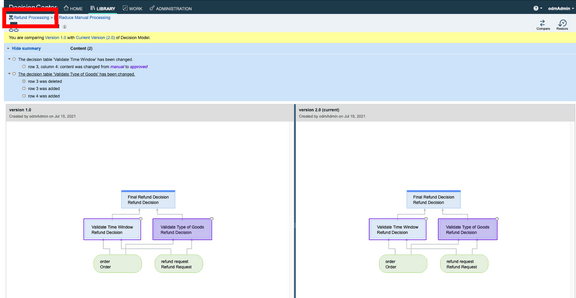 Decision Center HOME LIBRARY WORK ADMINISTRATION odmAdmin
Refund Processing Reduce Manual Processing
Compare Restore
You are comparing Version 1.0 with Current Version (2.0) of Decision Model.
Hide summary Content (2)
The decision table 'Validate Time Window' has been changed.
row 3, column 4: content was changed from manual to approved
The decision table 'Validate Type of Goods' has been changed.
row 3 was deleted
row 3 was added
row 4 was added
version 1.0 version 2.0 (current)
Created by odmAdmin on Jul 15, 2021 Created by odmAdmin on Jul 18, 2021
Final Refund Decision Final Refund Decision
Refund Decision Refund Decision
Validate Time Window Validate Type of Goods Validate Time Window Validate Type of Goods
Refund Decision Refund Decision Refund Decision Refund Decision
order refund request order refund request
Order Refund Request Order Refund Request